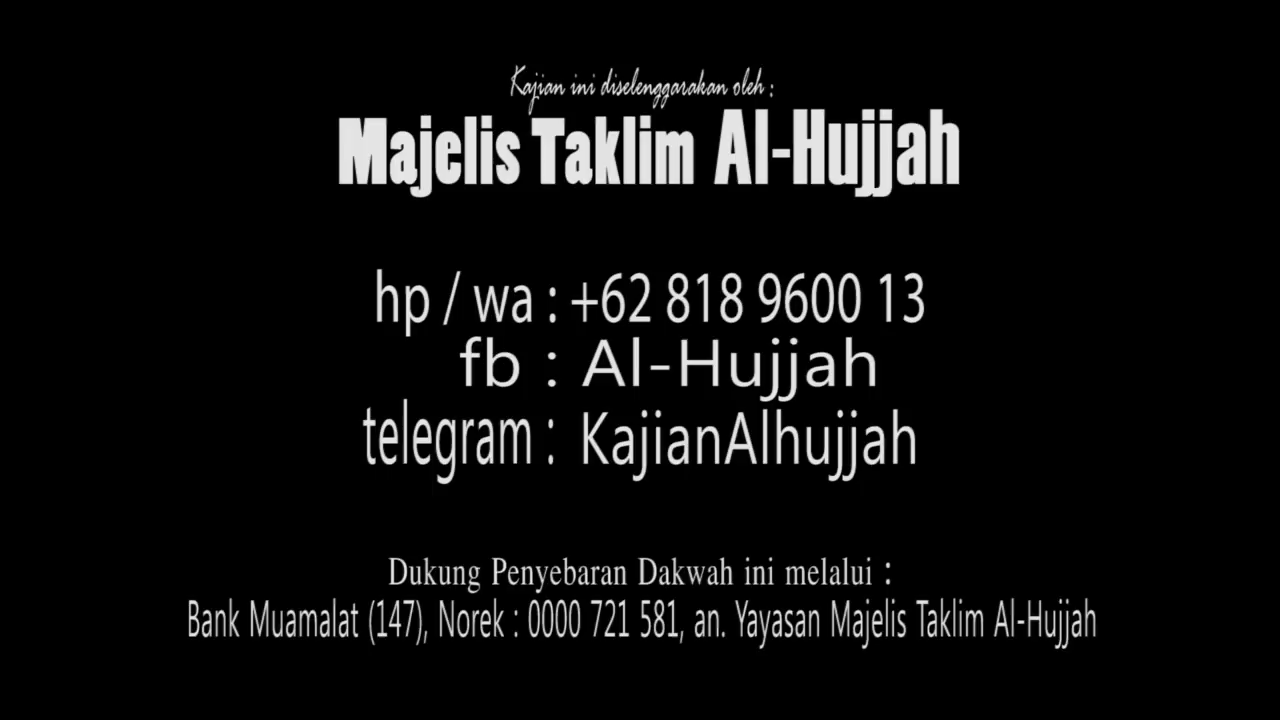 Kajian ini diselenggarakan oleh :
Majelis Taklim Al-Hujjah
hp / wa : +62 818 9600 13
fb : Al-Hujjah
telegram : KajianAlhujjah
Dukung Penyebaran Dakwah ini melalui :
Bank Muamalat (147), Norek : 0000 721 581, an. Yayasan Majelis Taklim Al-Hujjah